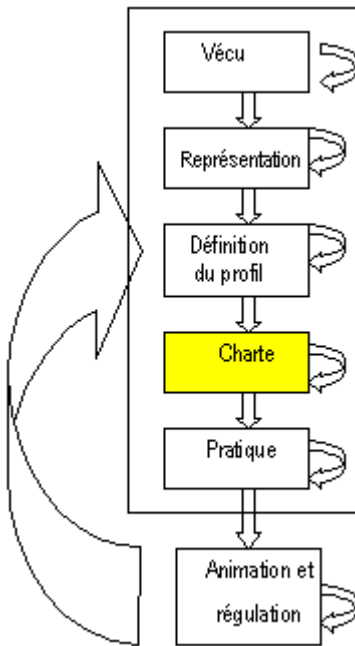 Vécu
Représentation
Définition
du profil
Charte
Pratique
Animation et
régulation